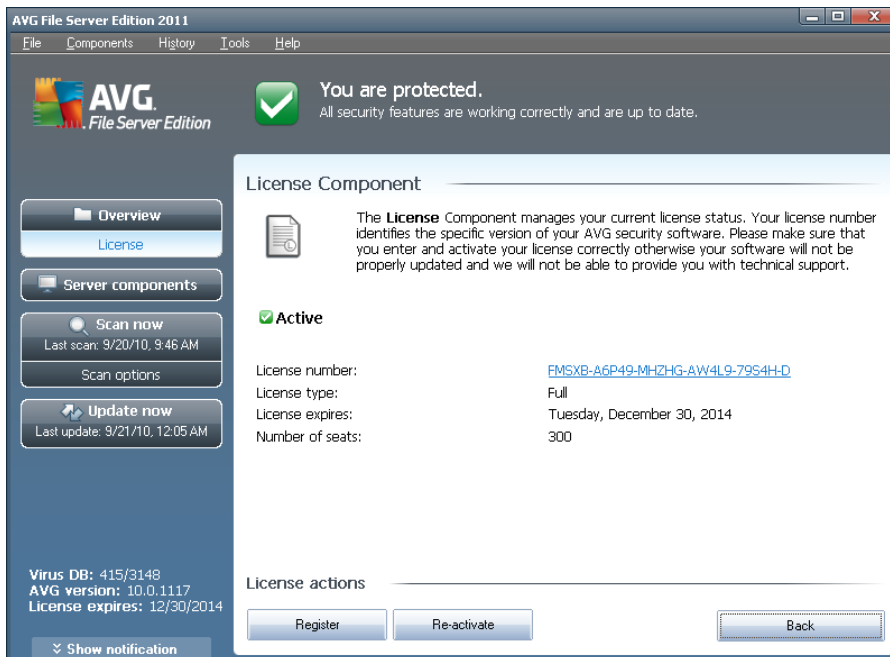 AVG File Server Edition 2011
File Components History Tools Help
AVG.
File Server Edition
You are protected.
All security features are working correctly and are up to date.
Overview
License
Server components
Scan now
Last scan: 9/20/10, 9:46 AM
Scan options
Update now
Last update: 9/21/10, 12:05 AM
Virus DB: 415/3148
AVG version: 10.0.1117
License expires: 12/30/2014
Show notification
License Component
The License Component manages your current license status. Your license number
identifies the specific version of your AVG security software. Please make sure that
you enter and activate your license correctly otherwise your software will not be
properly updated and we will not be able to provide you with technical support.
Active
License number: FMSXB-A6P49-MHZHG-AW4L9-79S4H-D
License type: Full
License expires: Tuesday, December 30, 2014
Number of seats: 300
License actions
Register Re-activate Back